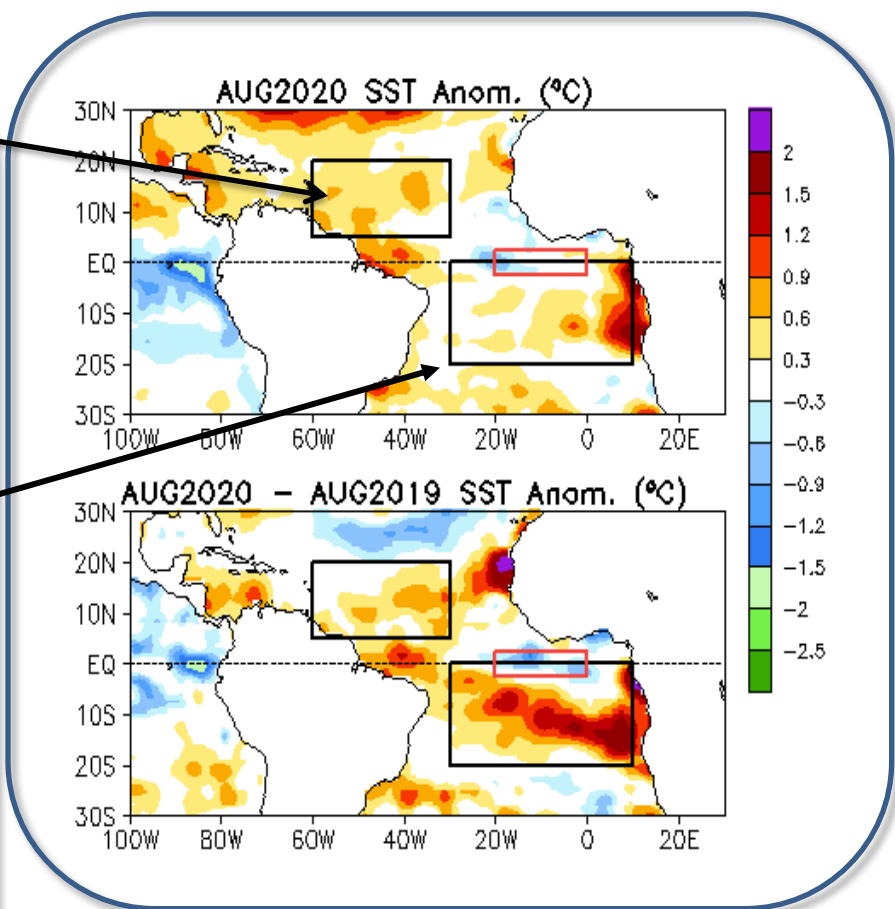 AUG2020 SST Anom. (ºC)
30N
20N
10N
EQ
10S
20S
30S
100W 80W 60W 40W 20W 0 20E
AUG2020 - AUG2019 SST Anom. (ºC)
30N
20N
10N
EQ
10S
20S
30S
100W 80W 60W 40W 20W 0 20E
2
1.5
1.2
0.9
0.6
0.3
-0.3
-0.6
-0.9
-1.2
-1.5
-2
-2.5